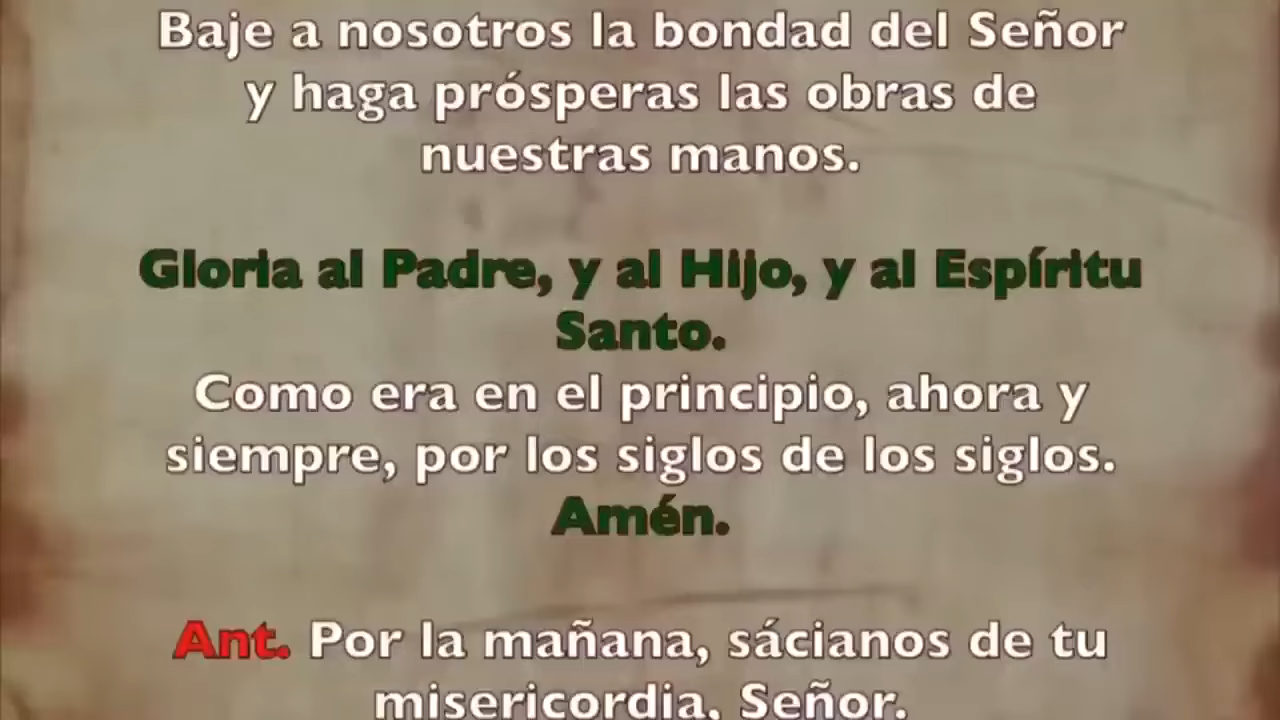 Baje a nosotros la bondad del Señor
y haga prósperas las obras de
nuestras manos.
Gloria al Padre, y al Hijo, y al Espíritu
Santo.
Como era en el principio, ahora y
siempre, por los siglos de los siglos.
Amén.
Ant. Por la mañana, sácianos de tu
misericordia, Señor.